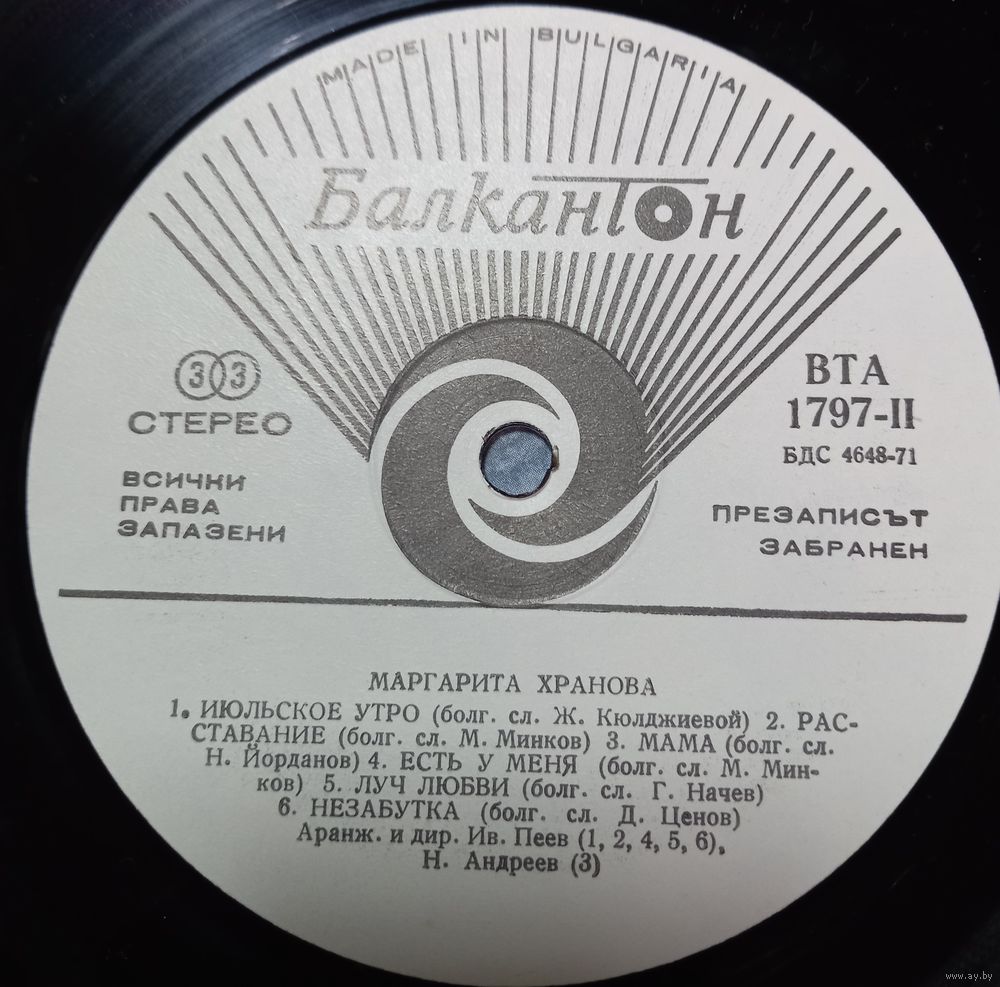 MADE IN BULGARIA
Балкантон
33
СТЕРЕО
ВСИЧКИ
ПРАВА
ЗАПАЗЕНИ
ВТА
1797-II
БДС 4648-71
ПРЕЗАПИСЪТ
ЗАБРАНЕН
МАРГАРИТА ХРАНОВА
1. ИЮЛЬСКОЕ УТРО (болг. сл. Ж. Кюлджиевой) 2. РАС-
СТАВАНИЕ (болг. сл. М. Минков) 3. МАМА (болг. сл.
Н. Йорданов) 4. ЕСТЬ У МЕНЯ (болг. сл. М. Мин-
ков) 5. ЛУЧ ЛЮБВИ (болг. сл. Г. Начев)
6. НЕЗАБУТКА (болг. сл. Д. Ценов)
Аранж. и дир. Ив. Пеев (1, 2, 4, 5, 6),
Н. Андреев (3)
www.ay.by